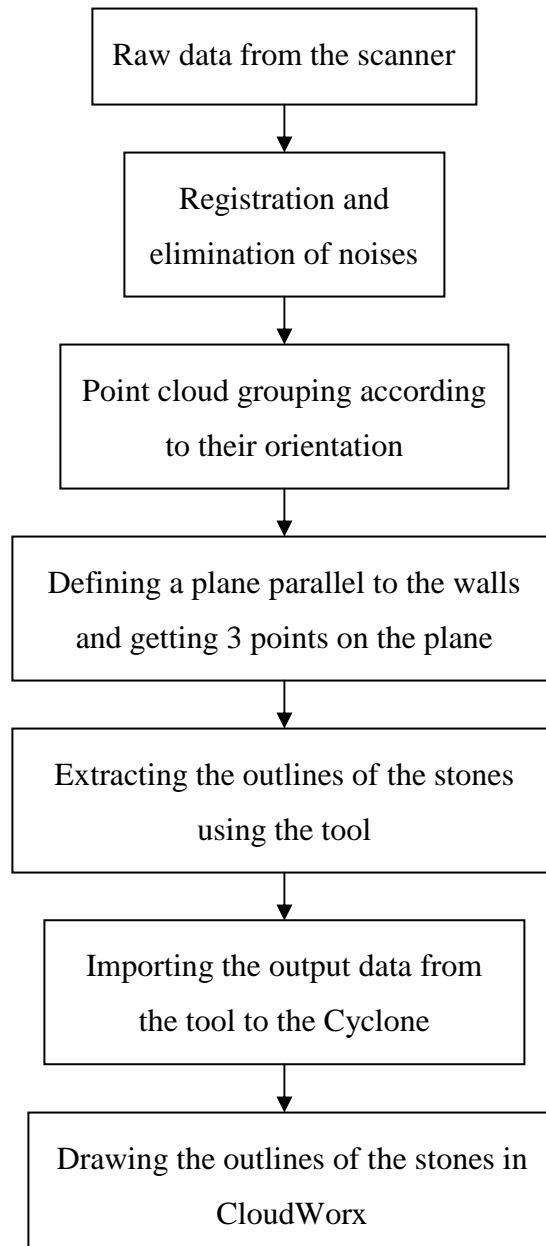 Raw data from the scanner
Registration and
elimination of noises
Point cloud grouping according
to their orientation
Defining a plane parallel to the walls
and getting 3 points on the plane
Extracting the outlines of the stones
using the tool
Importing the output data from
the tool to the Cyclone
Drawing the outlines of the stones in
CloudWorx